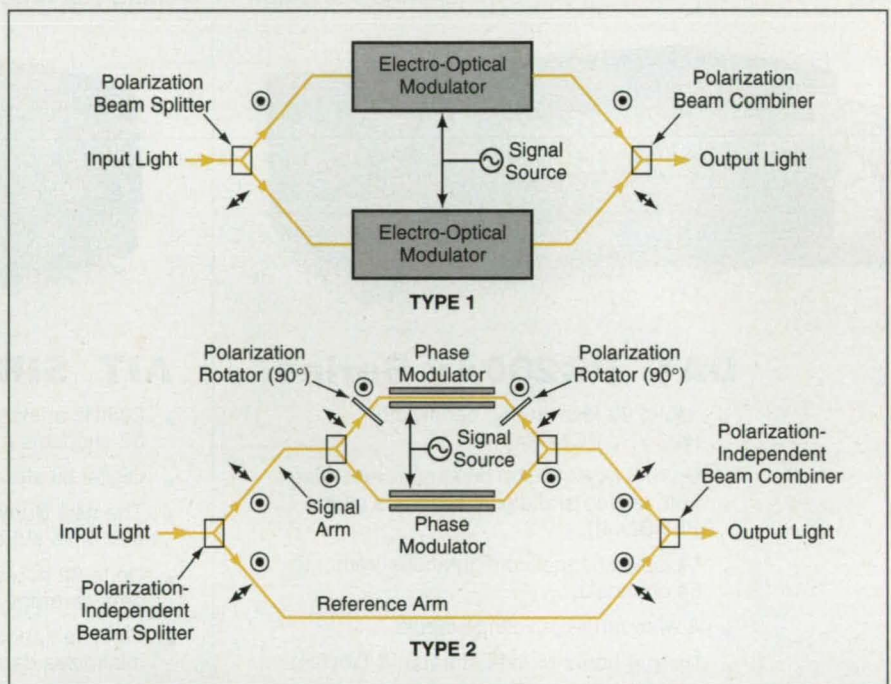 Electro-Optical
Modulator
Polarization
Beam Splitter
Polarization
Beam Combiner
Input Light
Signal
Source
Output Light
Electro-Optical
Modulator
TYPE 1
Polarization
Rotator (90°)
Phase
Modulator
Polarization
Rotator (90°)
Signal
Source
Polarization-
Independent
Beam Combiner
Signal
Arm
Phase
Modulator
Input Light
Output Light
Polarization-
Independent
Beam Splitter
Reference Arm
TYPE 2